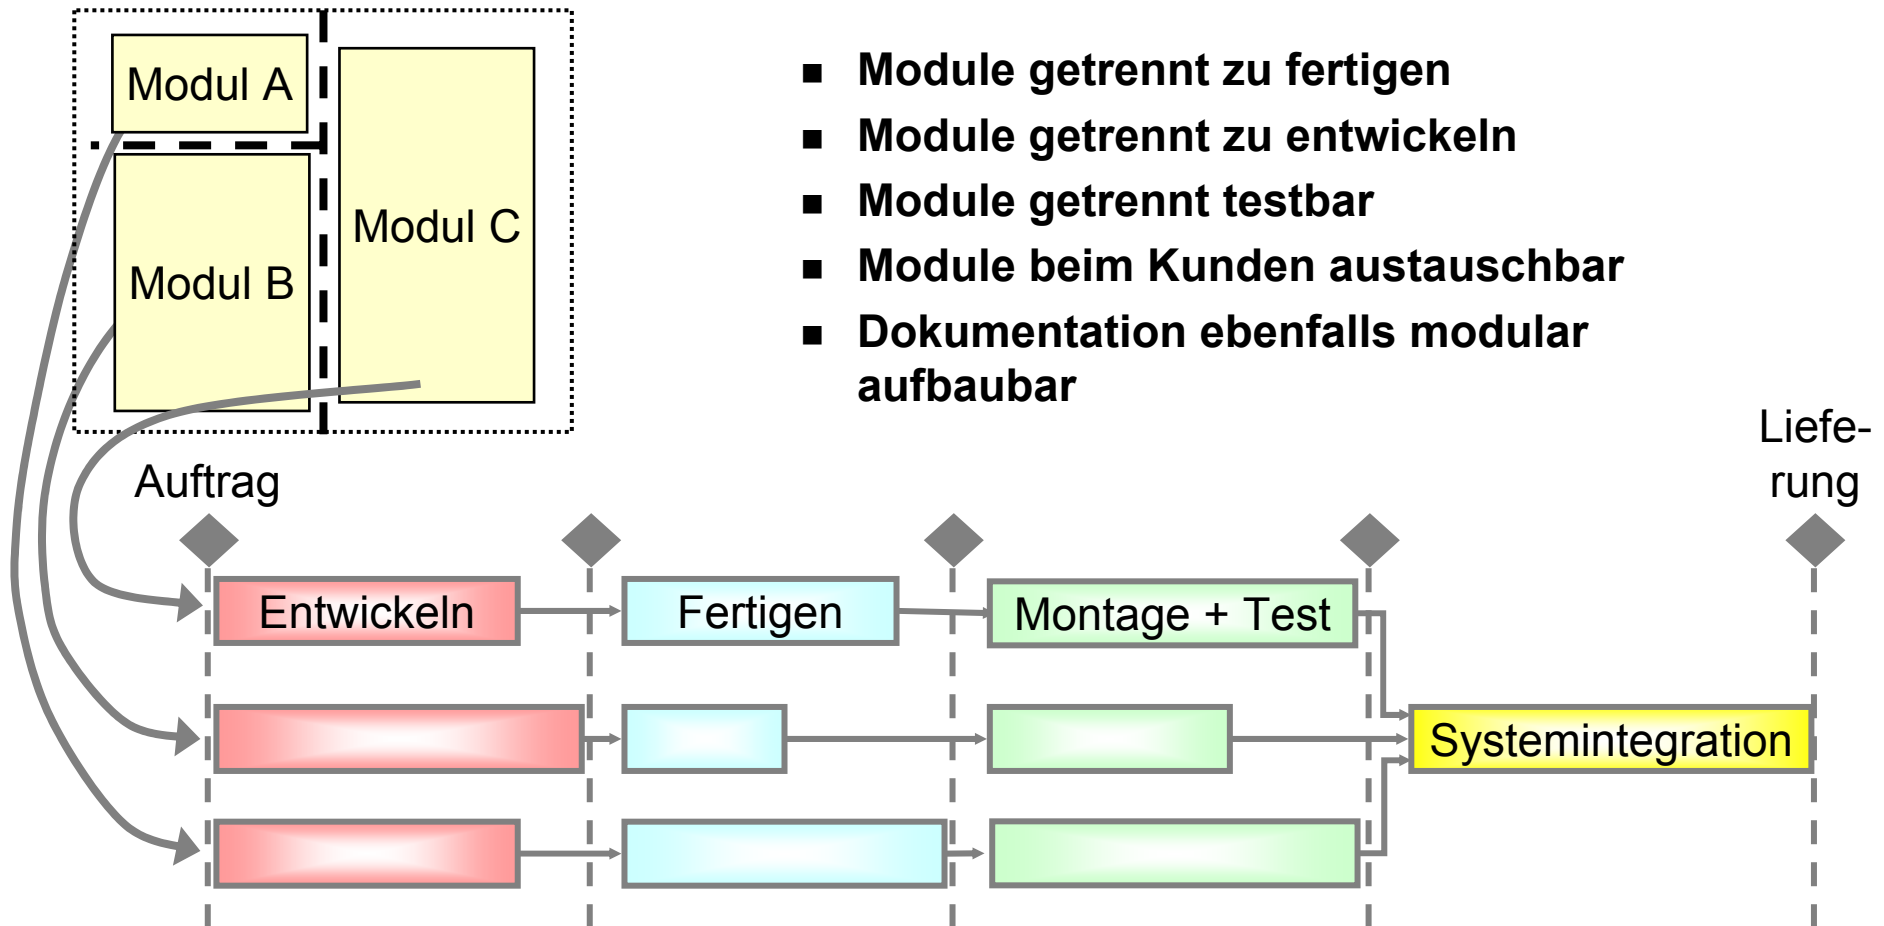 Modul A
Modul B
Modul C
■ Module getrennt zu fertigen
■ Module getrennt zu entwickeln
■ Module getrennt testbar
■ Module beim Kunden austauschbar
■ Dokumentation ebenfalls modular
aufbaubar
Auftrag
Liefe-
rung
Entwickeln
Fertigen
Montage + Test
Systemintegration